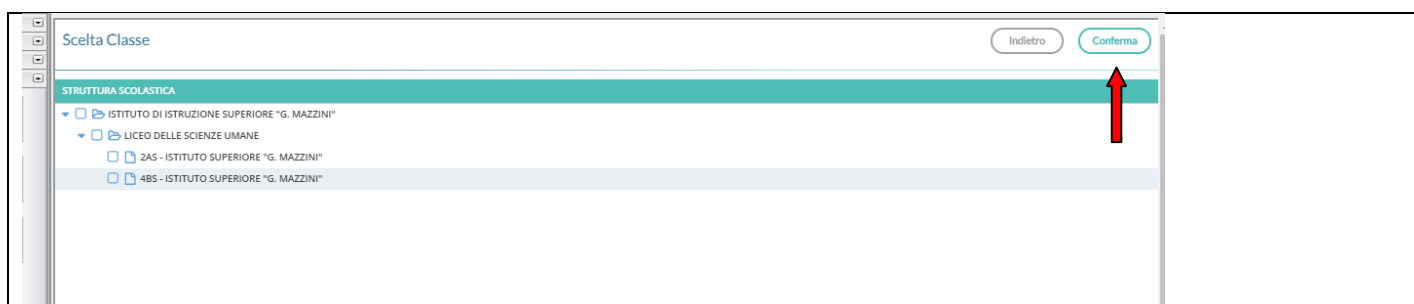 Scelta Classe
Indietro
Conferma
STRUTTURA SCOLASTICA
ISTITUTO DI ISTRUZIONE SUPERIORE "G. MAZZINI"
LICEO DELLE SCIENZE UMANE
2AS - ISTITUTO SUPERIORE "G. MAZZINI"
4BS - ISTITUTO SUPERIORE "G. MAZZINI"